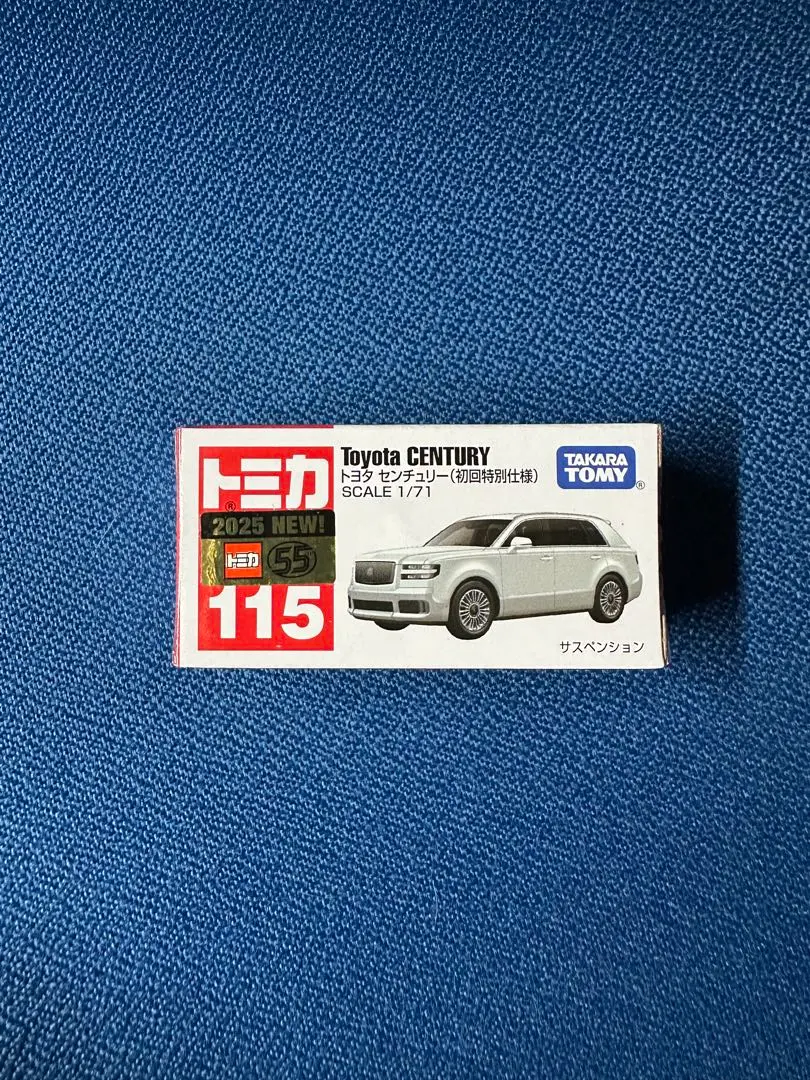 トミカ®
2025 NEW!
トミカ 55
115
Toyota CENTURY
トヨタ センチュリー(初回特別仕様)
SCALE 1/71
TAKARA
TOMY®
サスペンション